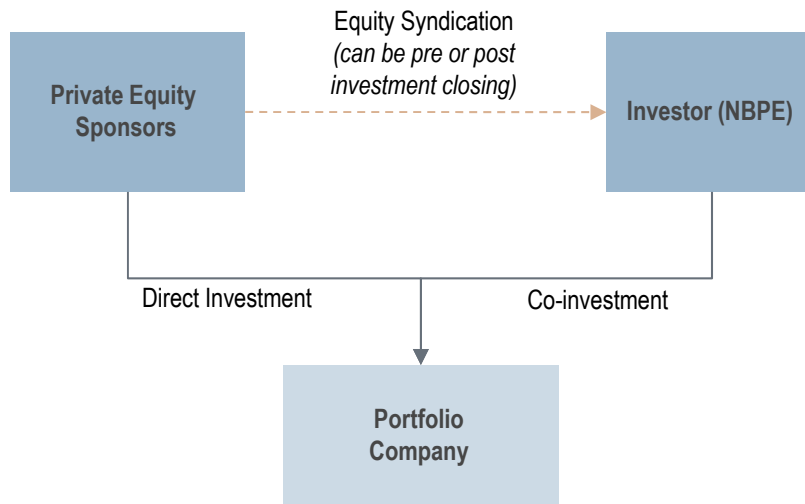 Equity Syndication
(can be pre or post
investment closing)
Private Equity
Sponsors
Investor (NBPE)
Direct Investment
Co-investment
Portfolio
Company